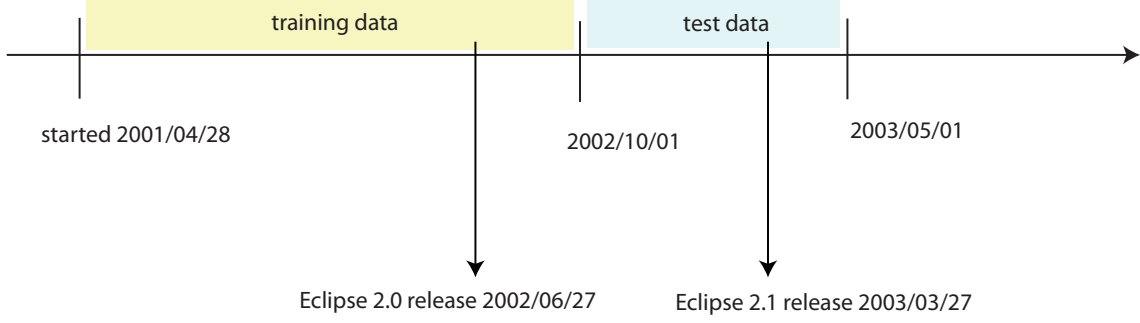 training data
test data
started 2001/04/28
2002/10/01
2003/05/01
Eclipse 2.0 release 2002/06/27
Eclipse 2.1 release 2003/03/27